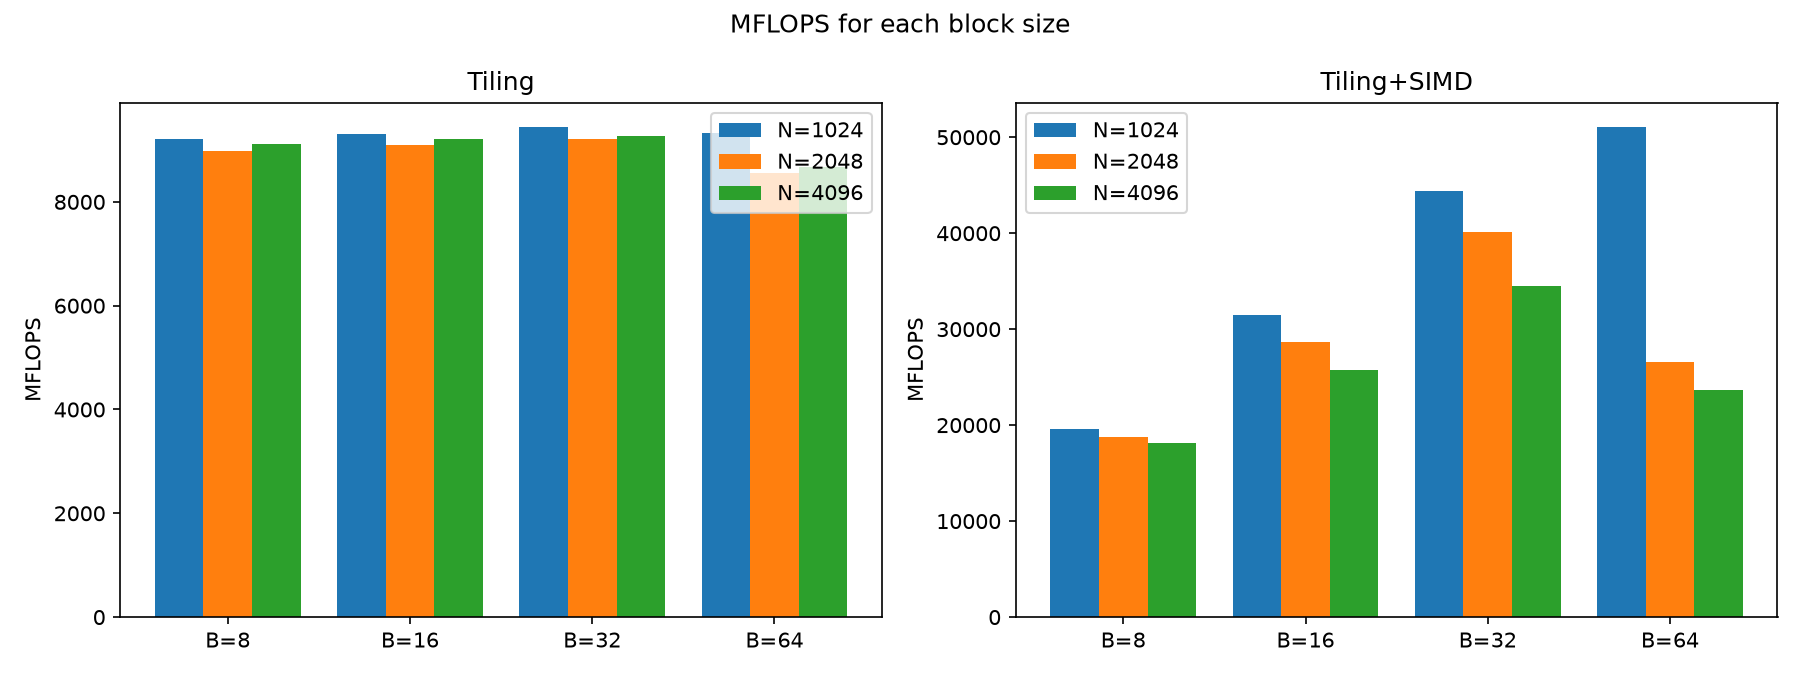 MFLOPS for each block size
Tiling
MFLOPS
8000
6000
4000
2000
0
B=8
B=16
B=32
B=64
N=1024
N=2048
N=4096
Tiling+SIMD
MFLOPS
50000
40000
30000
20000
10000
0
B=8
B=16
B=32
B=64
N=1024
N=2048
N=4096